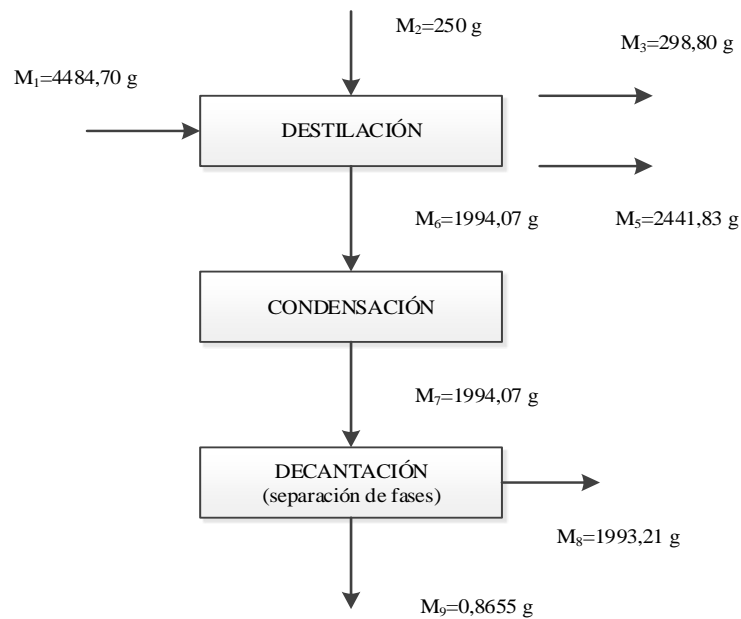 M₂=250 g
M₃=298,80 g
M₁=4484,70 g
DESTILACIÓN
M₆=1994,07 g
M₅=2441,83 g
CONDENSACIÓN
M₇=1994,07 g
DECANTACIÓN
(separación de fases)
M₈=1993,21 g
M₉=0,8655 g